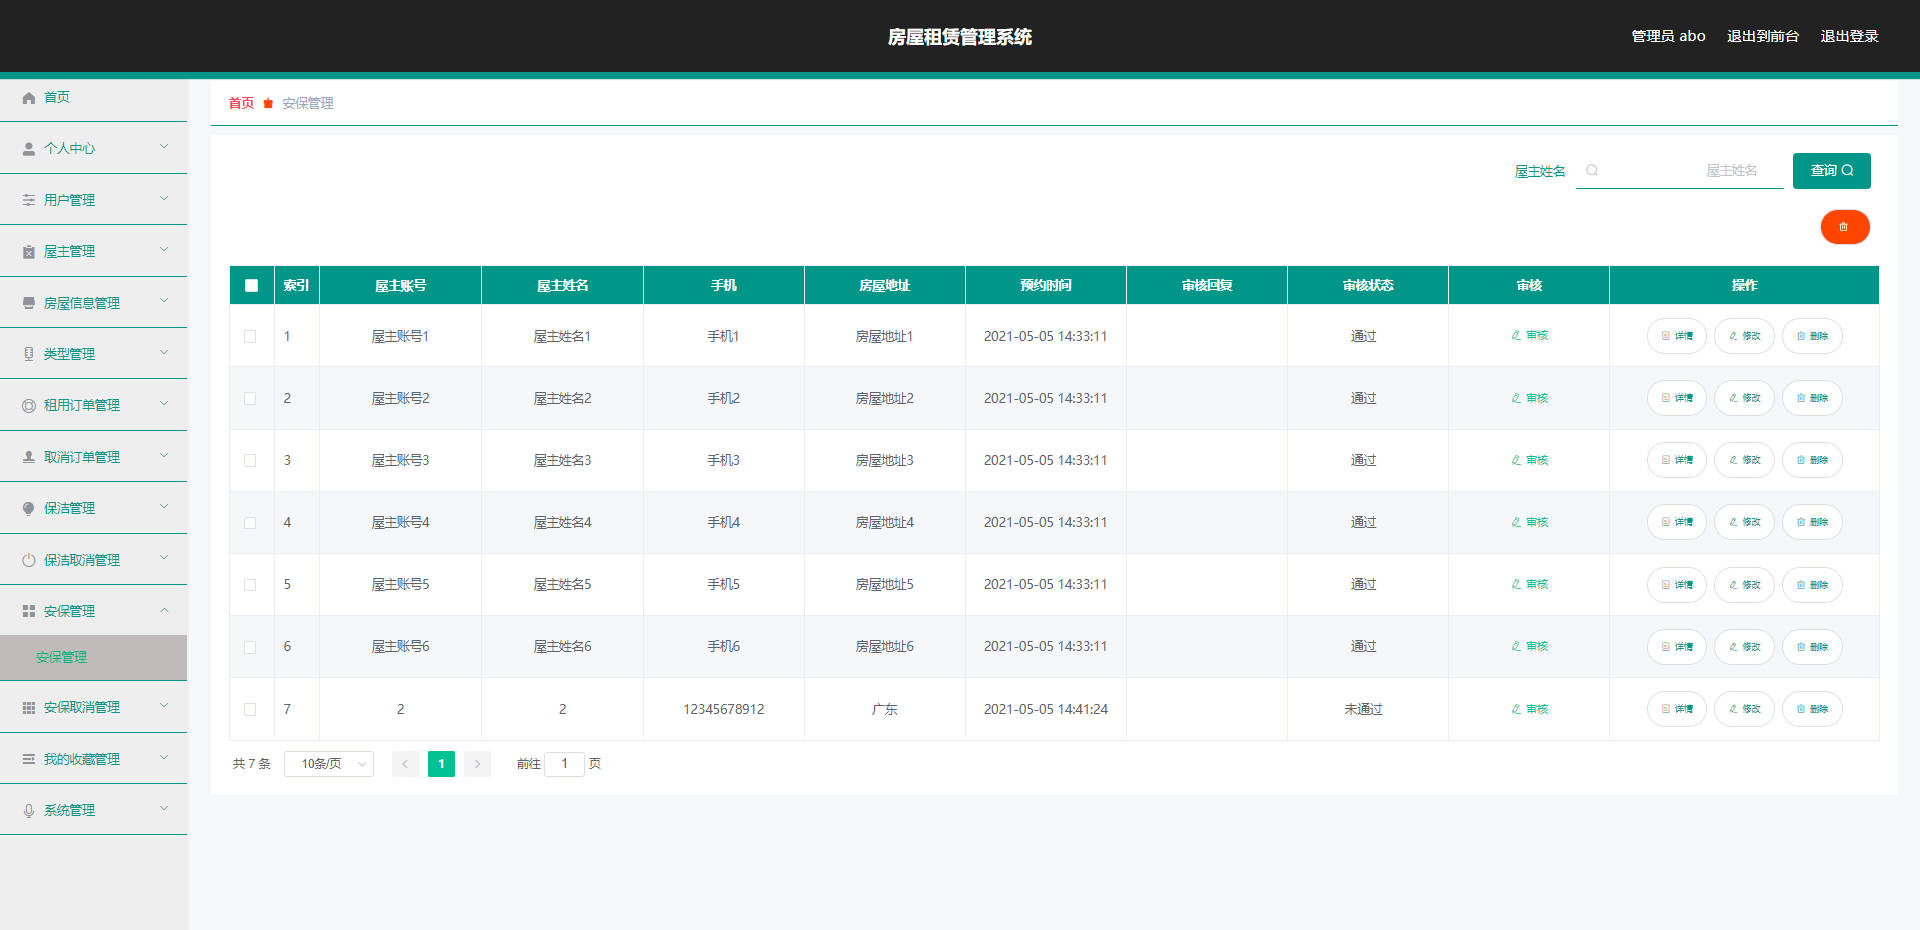 房屋租赁管理系统
管理员 abo 退出到前台 退出登录
首页
个人中心
用户管理
屋主管理
房屋信息管理
类型管理
租用订单管理
取消订单管理
保洁管理
保洁取消管理
安保管理
安保管理
安保取消管理
我的收藏管理
系统管理
首页 安保管理
屋主姓名 屋主姓名 查询
索引 屋主账号 屋主姓名 手机 房屋地址 预约时间 审核回复 审核状态 审核 操作
1 屋主账号1 屋主姓名1 手机1 房屋地址1 2021-05-05 14:33:11 通过 审核 详情 修改 删除
2 屋主账号2 屋主姓名2 手机2 房屋地址2 2021-05-05 14:33:11 通过 审核 详情 修改 删除
3 屋主账号3 屋主姓名3 手机3 房屋地址3 2021-05-05 14:33:11 通过 审核 详情 修改 删除
4 屋主账号4 屋主姓名4 手机4 房屋地址4 2021-05-05 14:33:11 通过 审核 详情 修改 删除
5 屋主账号5 屋主姓名5 手机5 房屋地址5 2021-05-05 14:33:11 通过 审核 详情 修改 删除
6 屋主账号6 屋主姓名6 手机6 房屋地址6 2021-05-05 14:33:11 通过 审核 详情 修改 删除
7 2 2 12345678912 广东 2021-05-05 14:41:24 未通过 审核 详情 修改 删除
共 7 条 10条/页 1 前往 1 页